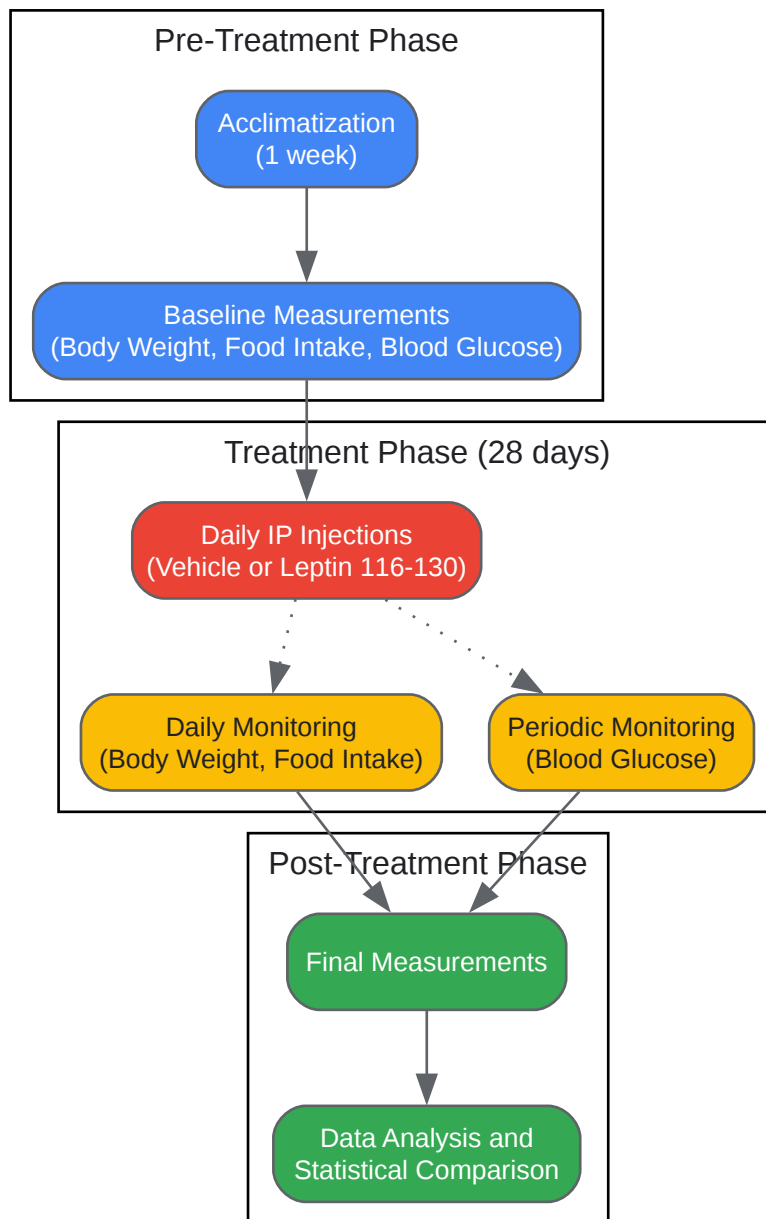 Pre-Treatment Phase
Acclimatization
(1 week)
Baseline Measurements
(Body Weight, Food Intake, Blood Glucose)
Treatment Phase (28 days)
Daily IP Injections
(Vehicle or Leptin 116-130)
Daily Monitoring
(Body Weight, Food Intake)
Periodic Monitoring
(Blood Glucose)
Post-Treatment Phase
Final Measurements
Data Analysis and
Statistical Comparison